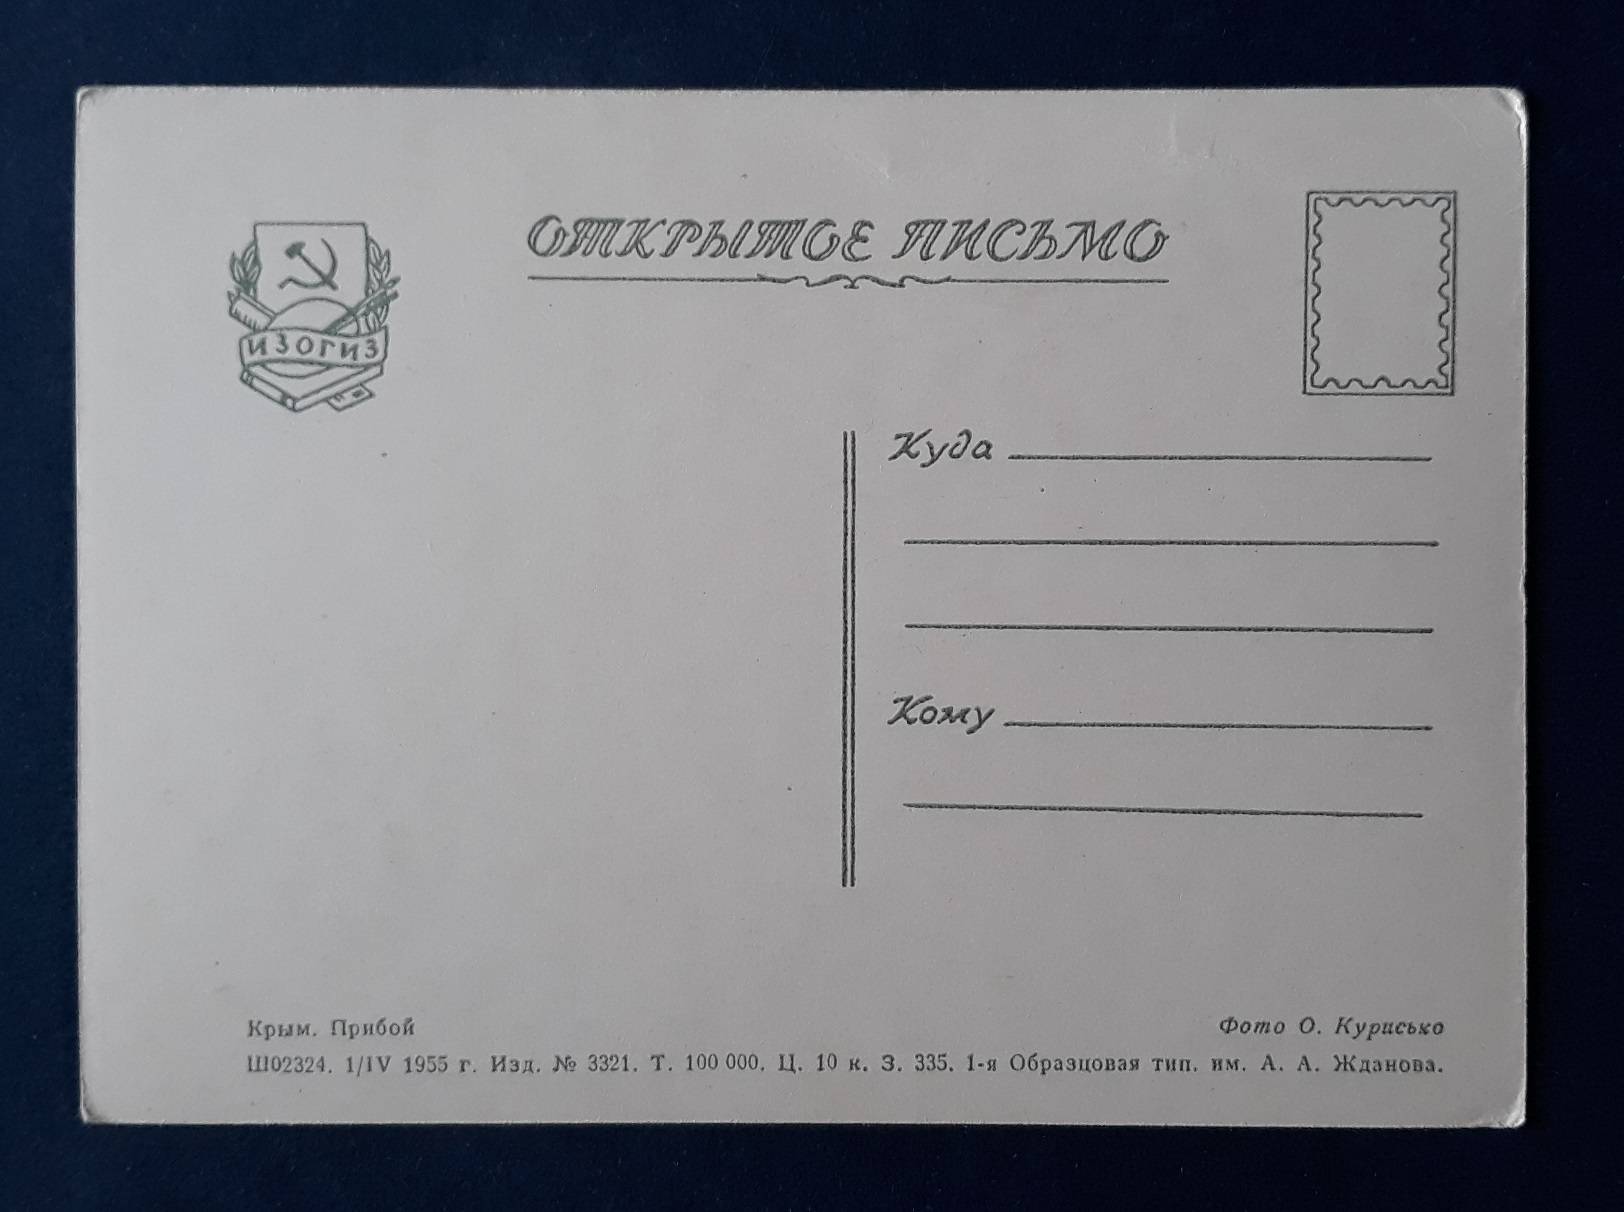 ОТКРЫТОЕ ПИСЬМО
ИЗОГИЗ
Куда
Кому
Крым. Прибой
Фото О. Курисько
Ш02324. 1/IV 1955 г. Изд. № 3321. Т. 100 000. Ц. 10 к. З. 335. 1-я Образцовая тип. им. А. А. Жданова.